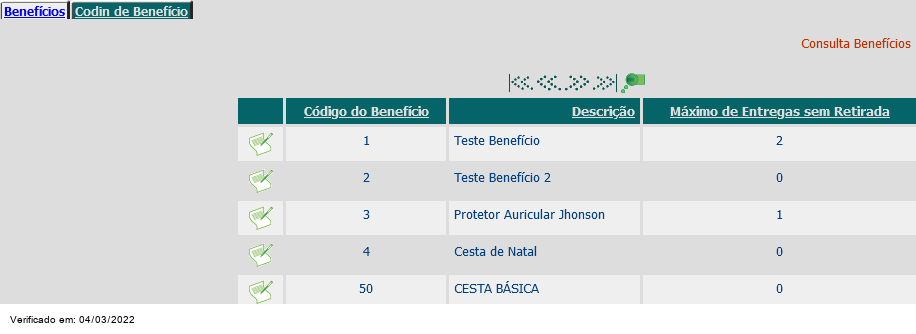 Benefícios Codin de Benefício
Consulta Benefícios
Código do Benefício Descrição Máximo de Entregas sem Retirada
1 Teste Benefício 2
2 Teste Benefício 2 0
3 Protetor Auricular Jhonson 1
4 Cesta de Natal 0
50 CESTA BÁSICA 0
Verificado em: 04/03/2022